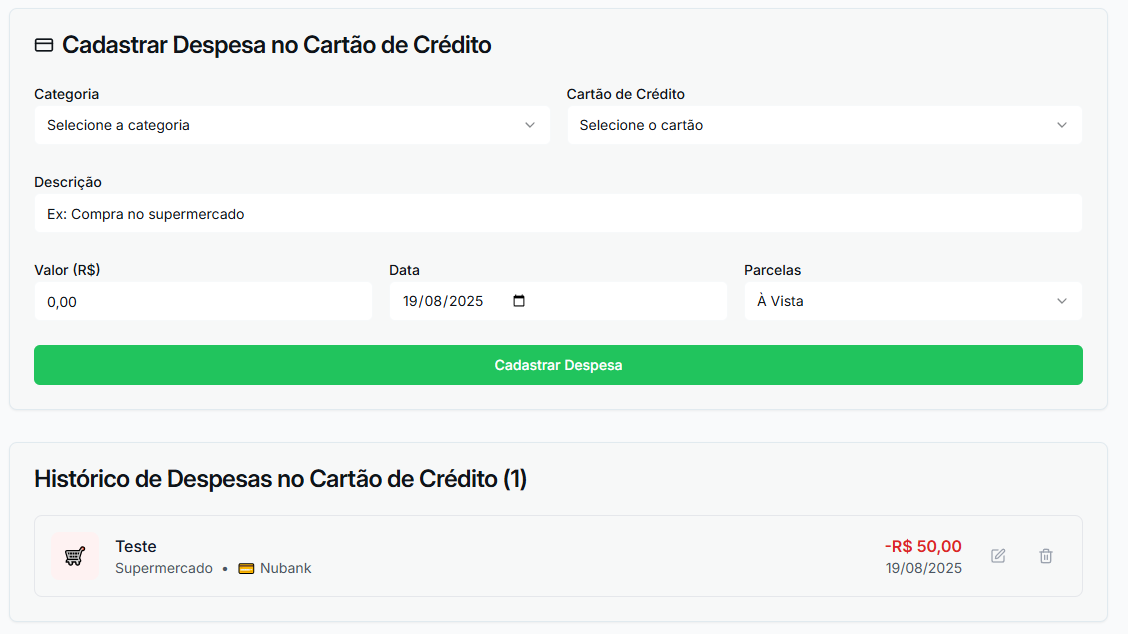 Cadastrar Despesa no Cartão de Crédito
Categoria
Cartão de Crédito
Selecione a categoria
Selecione o cartão
Descrição
Ex: Compra no supermercado
Valor (R$)
Data
Parcelas
0,00
19/08/2025
À Vista
Cadastrar Despesa
Histórico de Despesas no Cartão de Crédito (1)
Teste
-R$ 50,00
Supermercado • Nubank
19/08/2025